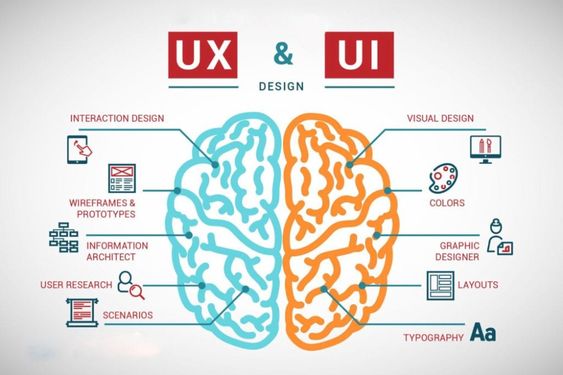 UX & UI
DESIGN
INTERACTION DESIGN
WIREFRAMES &
PROTOTYPES
INFORMATION
ARCHITECT
USER RESEARCH
SCENARIOS
VISUAL DESIGN
COLORS
GRAPHIC
DESIGNER
LAYOUTS
TYPOGRAPHY Aa